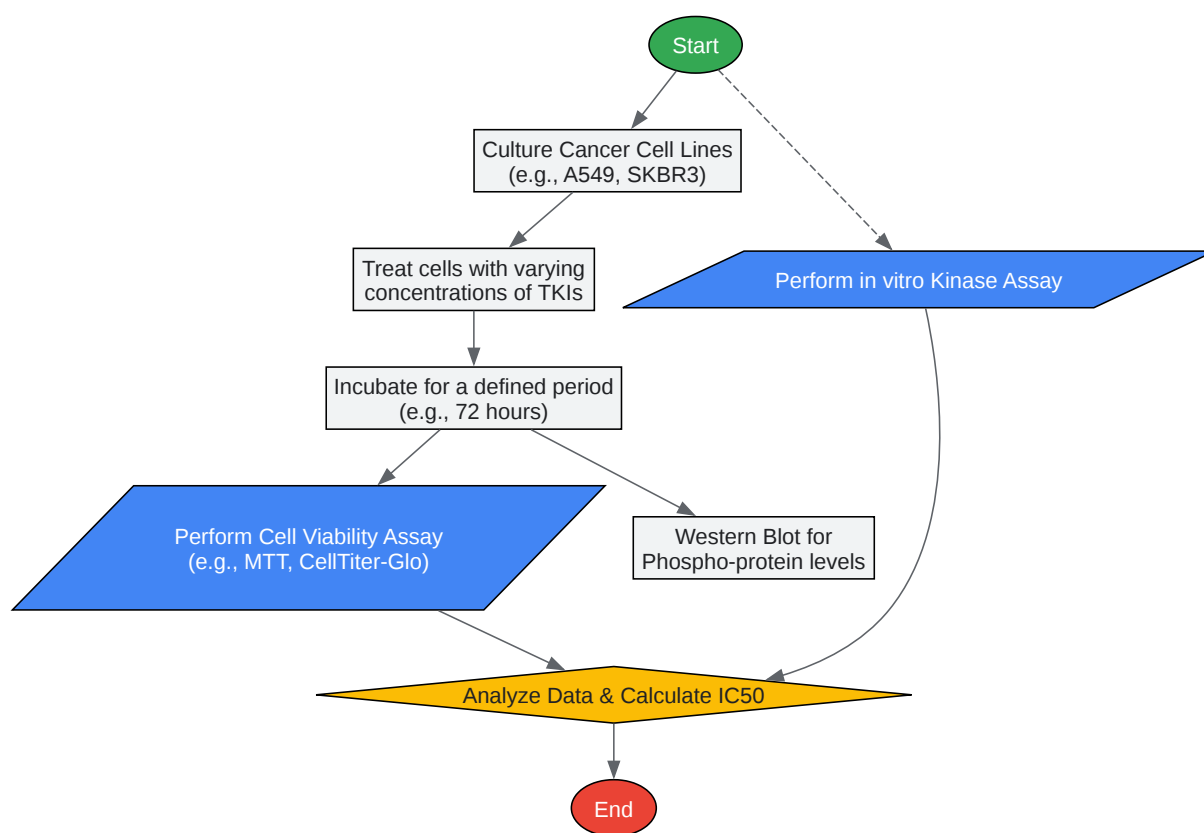 Start
Culture Cancer Cell Lines
(e.g., A549, SKBR3)
Treat cells with varying
concentrations of TKIs
Perform in vitro Kinase Assay
Incubate for a defined period
(e.g., 72 hours)
Perform Cell Viability Assay
(e.g., MTT, CellTiter-Glo)
Western Blot for
Phospho-protein levels
Analyze Data & Calculate IC50
End